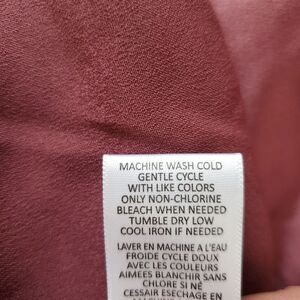 MACHINE WASH COLD
GENTLE CYCLE
WITH LIKE COLORS
ONLY NON-CHLORINE
BLEACH WHEN NEEDED
TUMBLE DRY LOW
COOL IRON IF NEEDED
LAVER EN MACHINE A L'EAU
FROIDE CYCLE DOUX
AVEC LES COULEURS
AIMEES BLANCHIR SANS
CHLORE SI NÉ
CESSAIR ESECHAGE EN